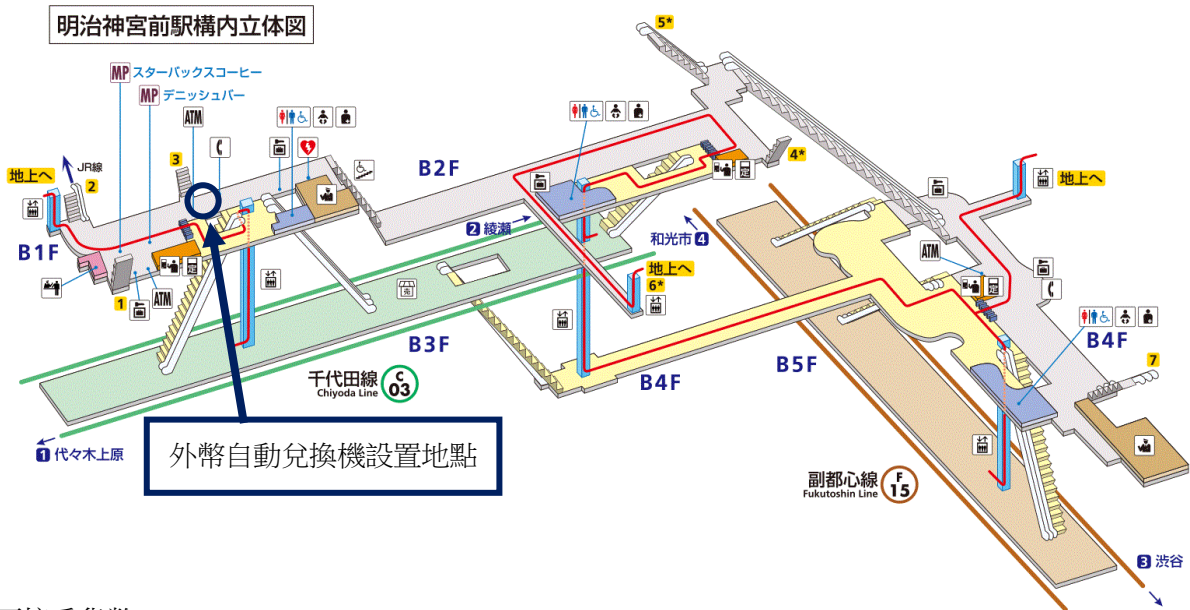 明治神宮前駅構内立体図
5*
MP スターバックスコーヒー
MP デニッシュバー
ATM
3
JR線
地上へ
2
B1F
B2F
4*
地上へ
2 綾瀬
和光市 4
地上へ
6*
ATM
1
ATM
B3F
B4F
B5F
B4F
7
千代田線
Chiyoda Line
C
03
1 代々木上原
外幣自動兌換機設置地點
副都心線
Fukutoshin Line
F
15
3 渋谷